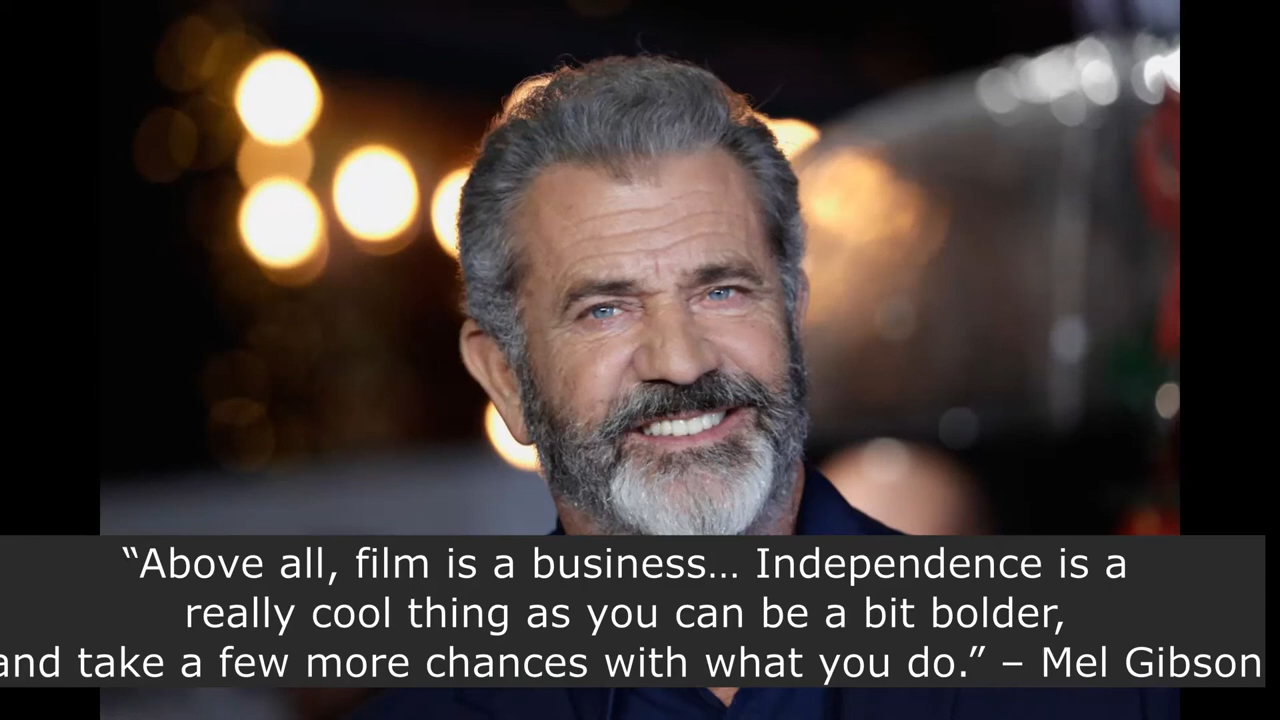 “Above all, film is a business… Independence is a
really cool thing as you can be a bit bolder,
and take a few more chances with what you do.” – Mel Gibson